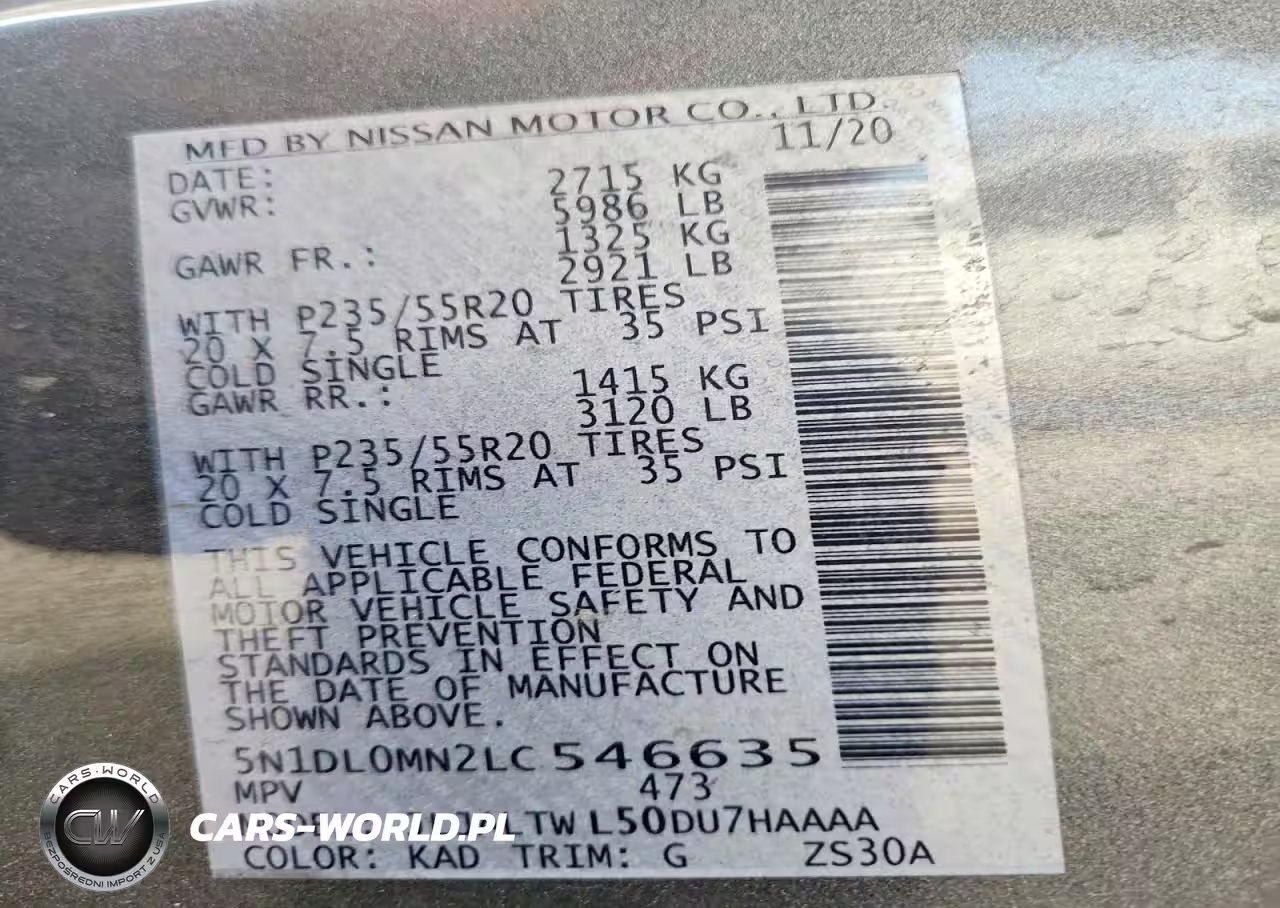 MFD BY NISSAN MOTOR CO., LTD.
DATE: 11/20
GVWR: 2715 KG
5986 LB
GAWR FR.: 1325 KG
2921 LB
WITH P235/55R20 TIRES
20 X 7.5 RIMS AT 35 PSI
COLD SINGLE
GAWR RR.: 1415 KG
3120 LB
WITH P235/55R20 TIRES
20 X 7.5 RIMS AT 35 PSI
COLD SINGLE
THIS VEHICLE CONFORMS TO
ALL APPLICABLE FEDERAL
MOTOR VEHICLE SAFETY AND
THEFT PREVENTION
STANDARDS IN EFFECT ON
THE DATE OF MANUFACTURE
SHOWN ABOVE.
5N1DL0MN2LC546635
MPV 473
L50DU7HAAAA
COLOR: KAD TRIM: G ZS30A
CARS-WORLD
CW
BEZPOŚREDNI IMPORT Z USA
CARS-WORLD.PL